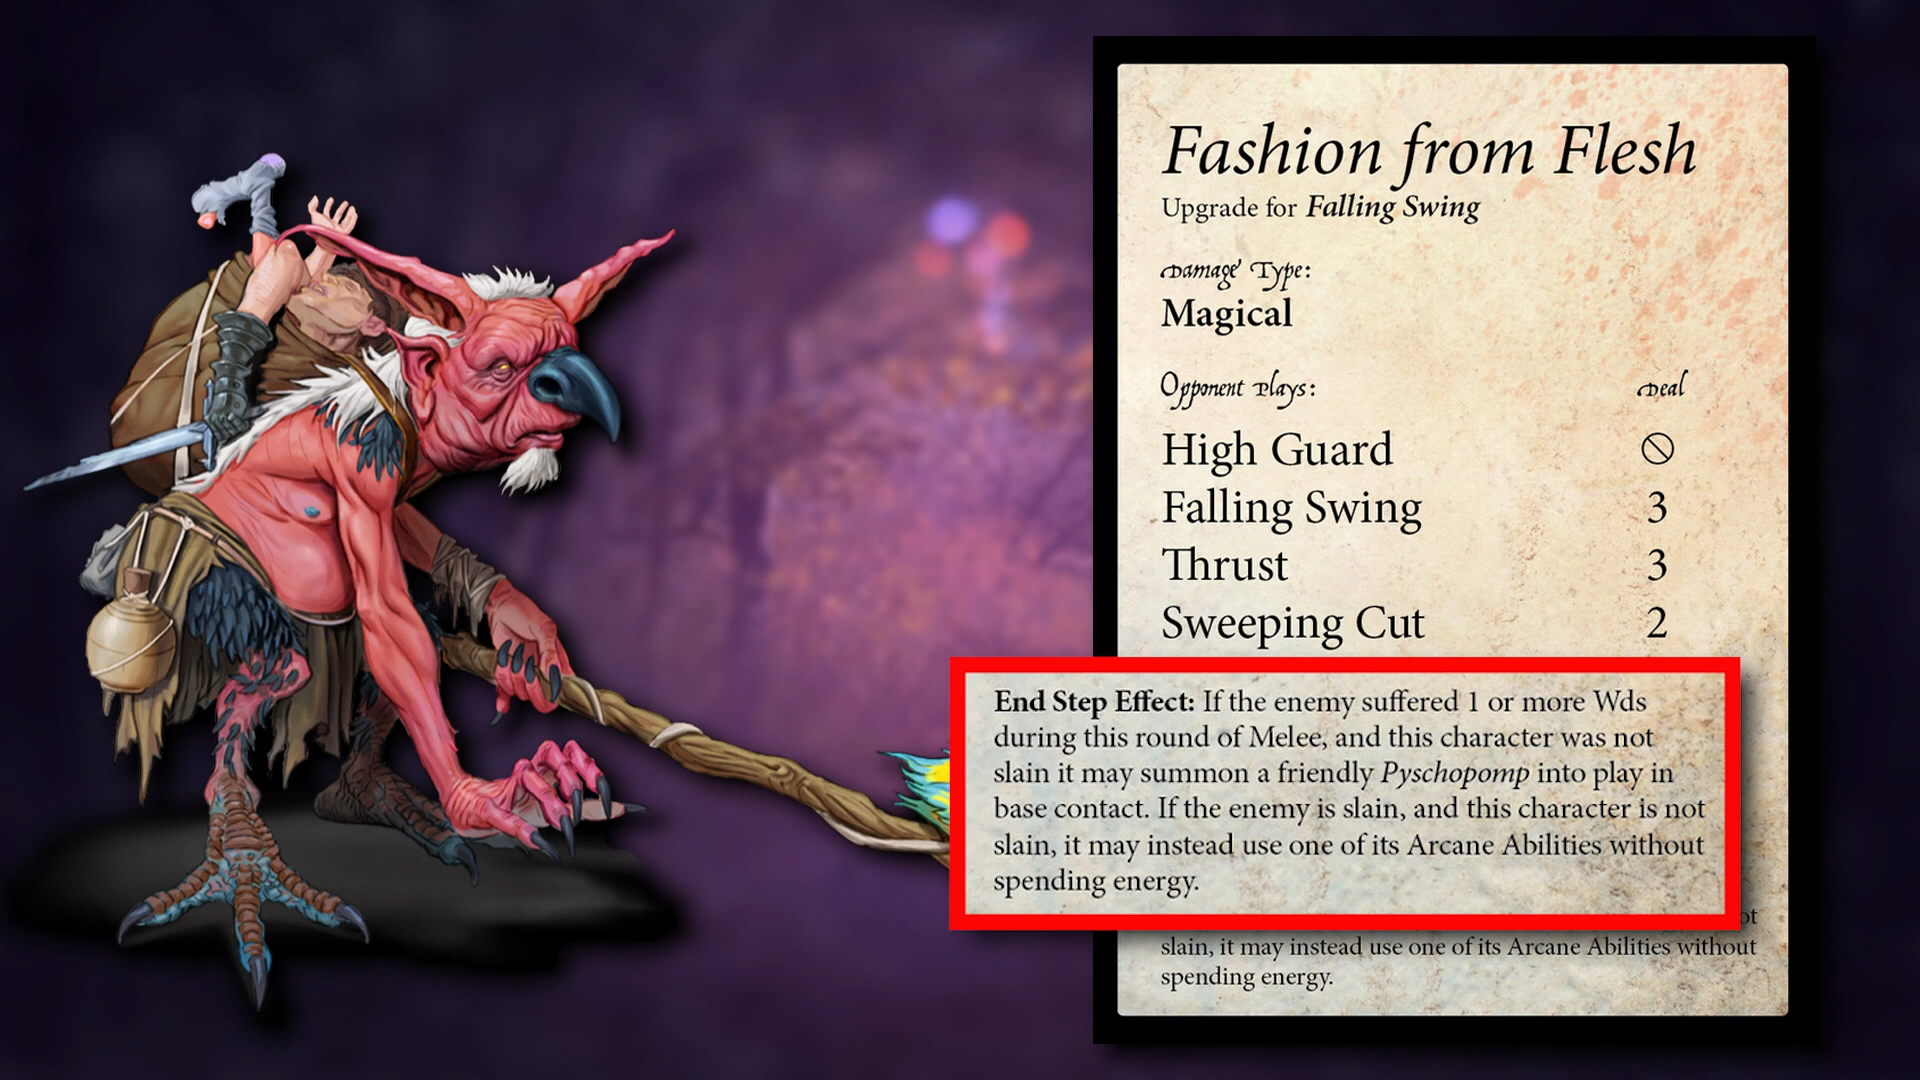 Fashion from Flesh
Upgrade for Falling Swing
Damage Type:
Magical
Opponent Plays: Deal
High Guard
Falling Swing 3
Thrust 3
Sweeping Cut 2
End Step Effect: If the enemy suffered 1 or more Wds
during this round of Melee, and this character was not
slain it may summon a friendly Pyschopomp into play in
base contact. If the enemy is slain, and this character is not
slain, it may instead use one of its Arcane Abilities without
spending energy.
ot
slain, it may instead use one of its Arcane Abilities without
spending energy.